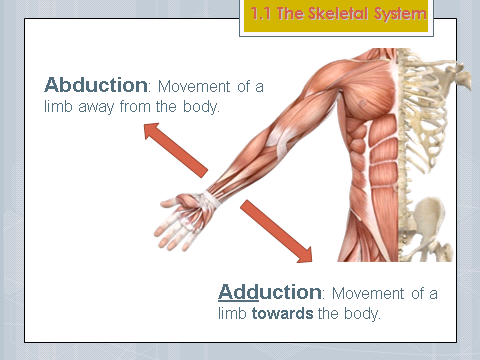 1.1 The Skeletal System
Abduction: Movement of a
limb away from the body.
Adduction: Movement of a
limb towards the body.